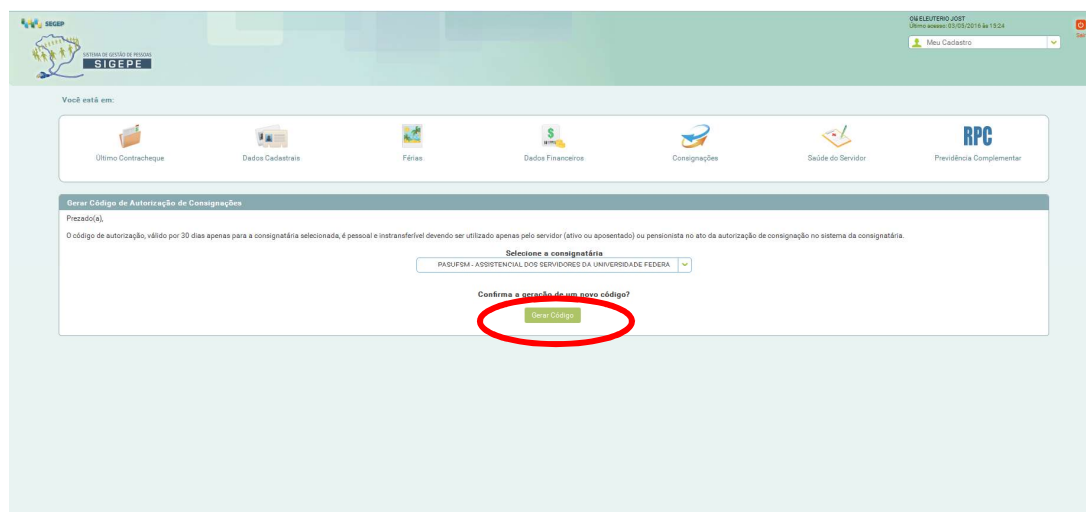 SEGEP
Olá ELEUTERIO JOST
Último acesso: 03/05/2016 às 13:24
Meu Cadastro
Sair
SISTEMA DE GESTÃO DE PESSOAS
SIGEPE
Você está em:
Último Contracheque
Dados Cadastrais
Férias
Dados Financeiros
Consignações
Saúde do Servidor
RPC
Previdência Complementar
Gerar Código de Autorização de Consignações
Prezado(a),
O código de autorização, válido por 30 dias apenas para a consignatária selecionada, é pessoal e instransferível devendo ser utilizado apenas pelo servidor (ativo ou aposentado) ou pensionista no ato da autorização de consignação no sistema da consignatária.
Selecione a consignatária
PASUFSM - ASSISTENCIAL DOS SERVIDORES DA UNIVERSIDADE FEDERA
Confirma a geração de um novo código?
Gerar Código